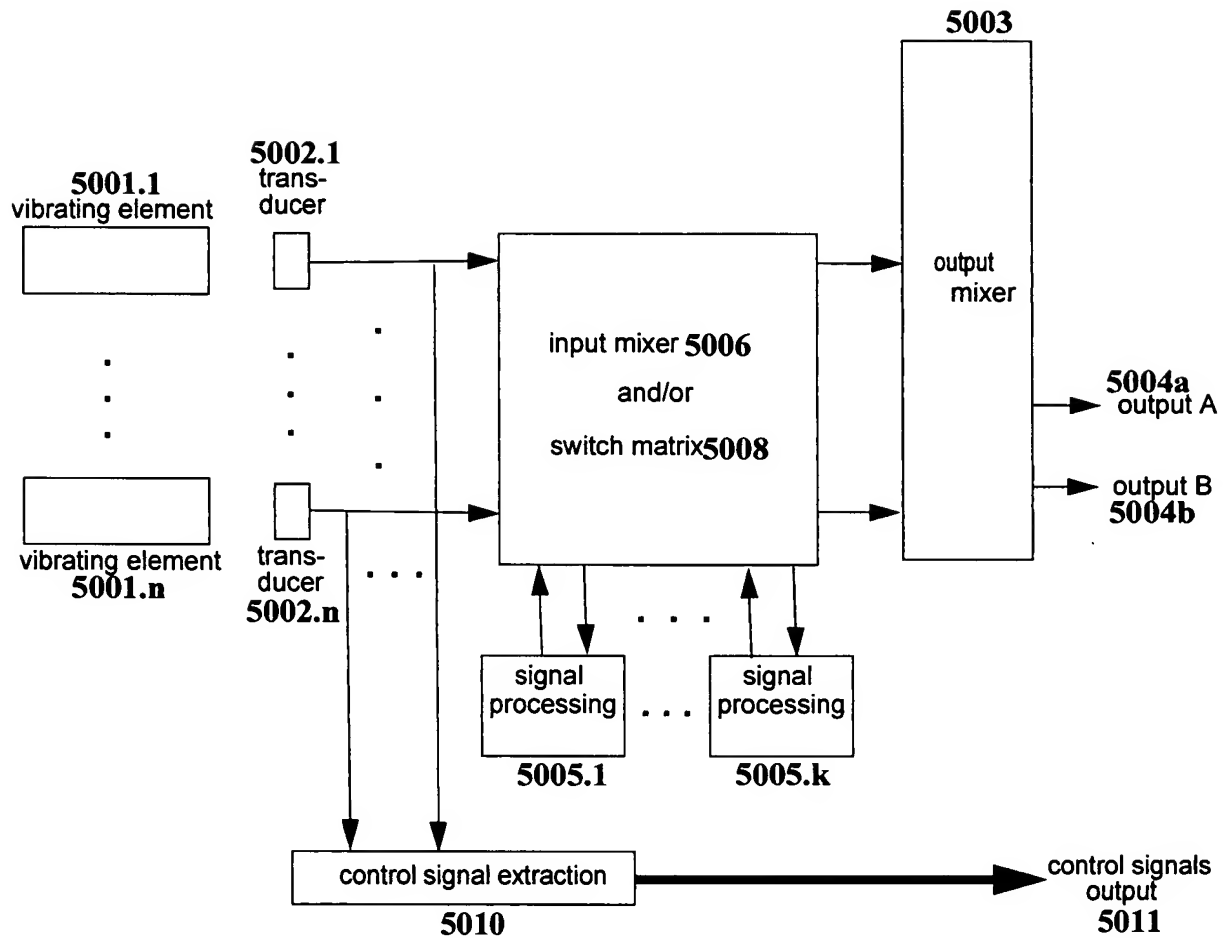 5003
5002.1
trans-
ducer
5001.1
vibrating element
output
mixer
input mixer 5006
and/or
switch matrix5008
5004a
output A
output B
5004b
vibrating element
5001.n
trans-
ducer
5002.n
signal
processing
5005.1
signal
processing
5005.k
control signal extraction
5010
control signals
output
5011